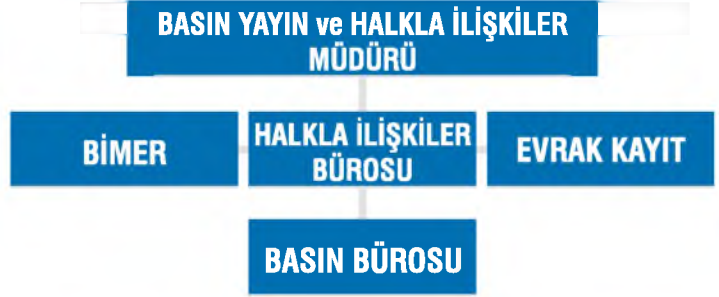 BASIN YAYIN ve HALKLA İLİŞKİLER
MÜDÜRÜ
BİMER
HALKLA İLİŞKİLER
BÜROSU
EVRAK KAYIT
BASIN BÜROSU